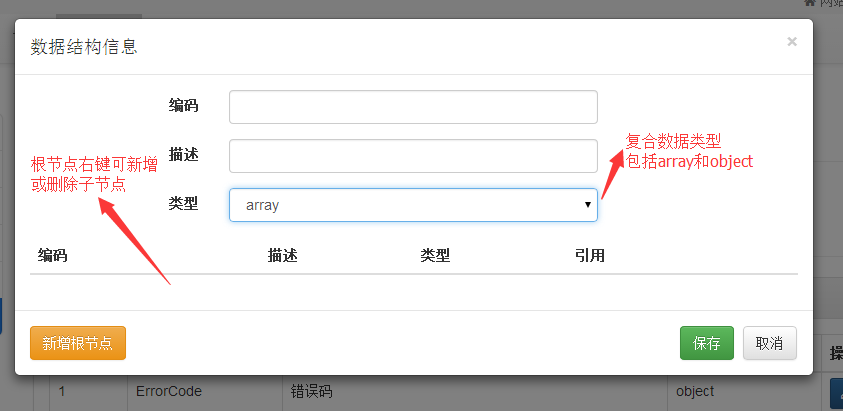 网站
数据结构信息
×
编码
描述
类型
array
根节点右键可新增
或删除子节点
复合数据类型
包括array和object
编码 描述 类型 引用
新增根节点
保存 取消
操
1 ErrorCode 错误码 object